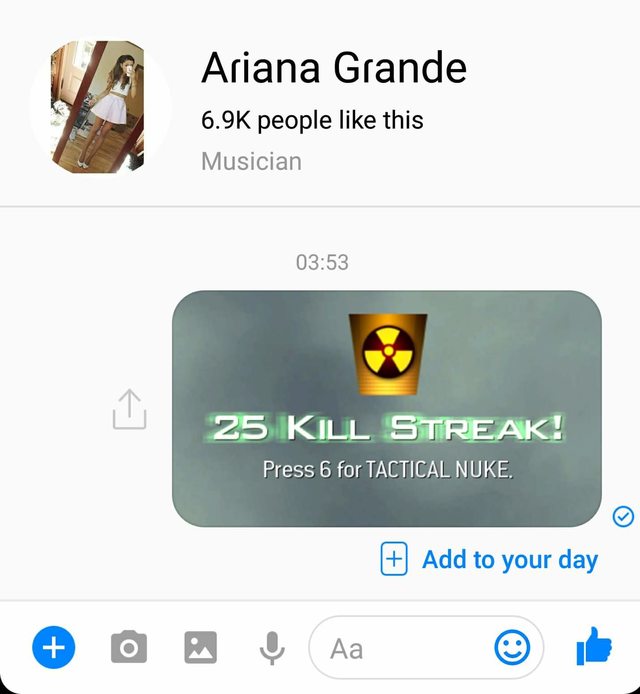 Ariana Grande
6.9K people like this
Musician
03:53
25 KILL STREAK!
Press 6 for TACTICAL NUKE.
Add to your day
Aa